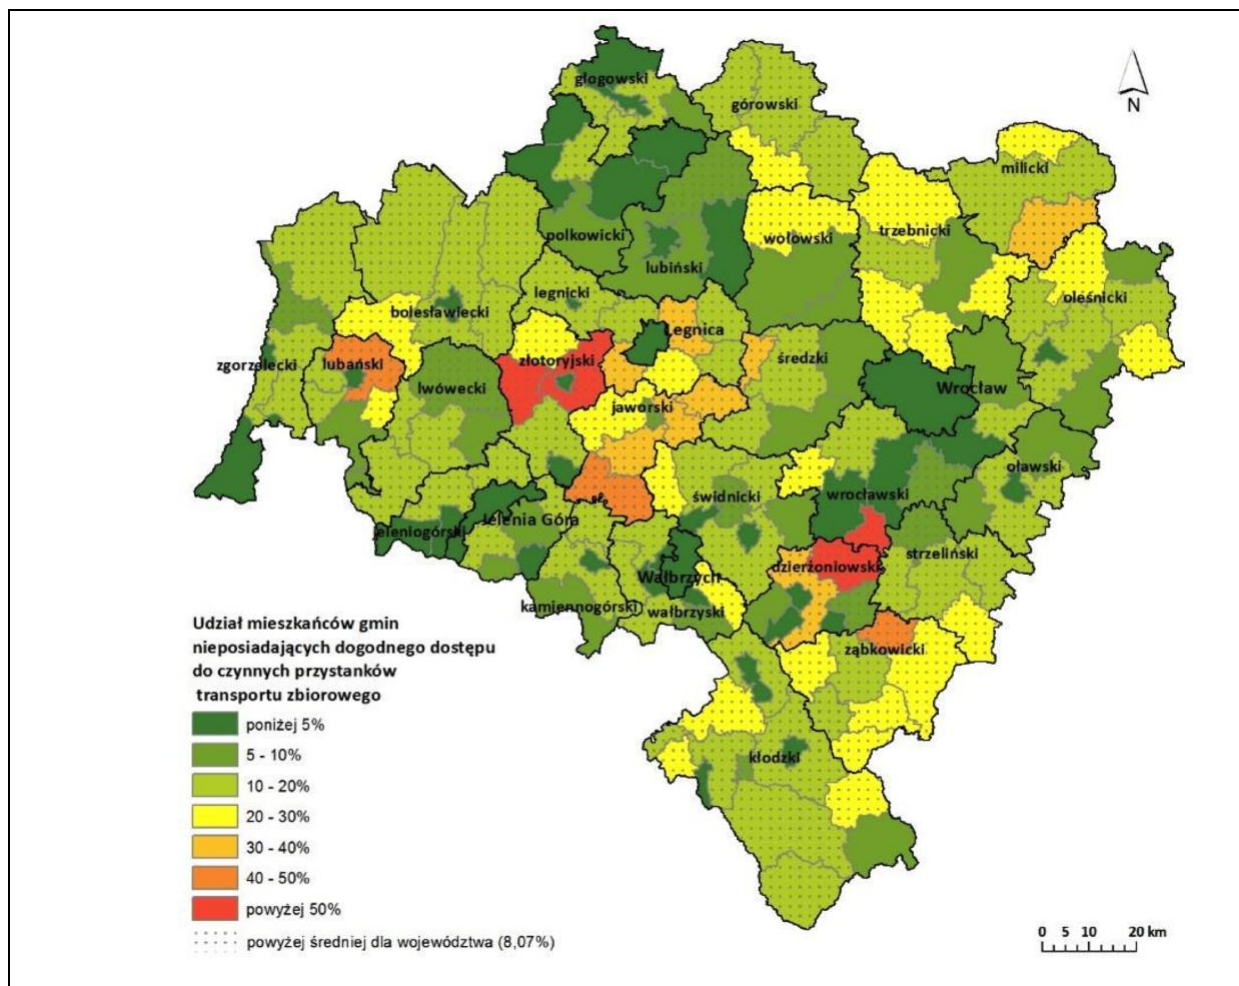 głogowski
górowski
N
milicki
polkowicki
wołowski
trzebnicki
lubiński
legnicki
oleśnicki
bolesławiecki
Legnica
zgorzelecki
lubański
złotoryjski
średzki
lwówecki
Wrocław
jaworski
oławski
świdnicki
wrocławski
jeleniogórski
Jelenia Góra
strzeliński
dzierżoniowski
Wałbrzych
kamiennogórski
wałbrzyski
ząbkowicki
kłodzki
Udział mieszkańców gmin
nieposiadających dogodnego dostępu
do czynnych przystanków
transportu zbiorowego
poniżej 5%
5 - 10%
10 - 20%
20 - 30%
30 - 40%
40 - 50%
powyżej 50%
powyżej średniej dla województwa (8,07%)
0 5 10 20 km